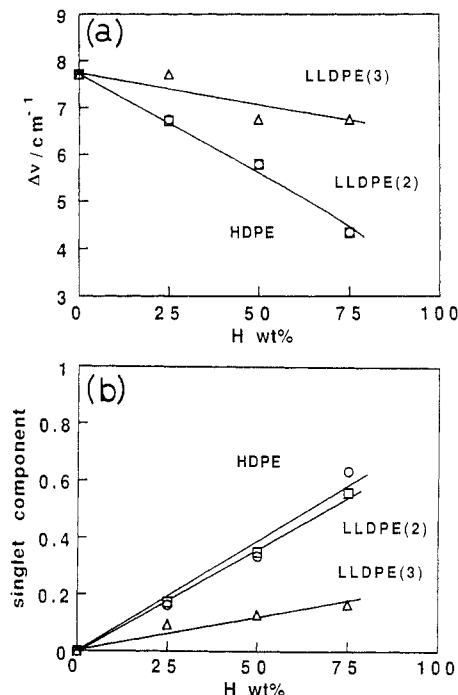 (a)
9
8
7
6
5
4
3
Δν/cm⁻¹
LLDPE(3)
LLDPE(2)
HDPE
0 25 50 75 100
H wt%
(b)
1
0.8
0.6
0.4
0.2
0
singlet component
HDPE
LLDPE(2)
LLDPE(3)
0 25 50 75 100
H wt%